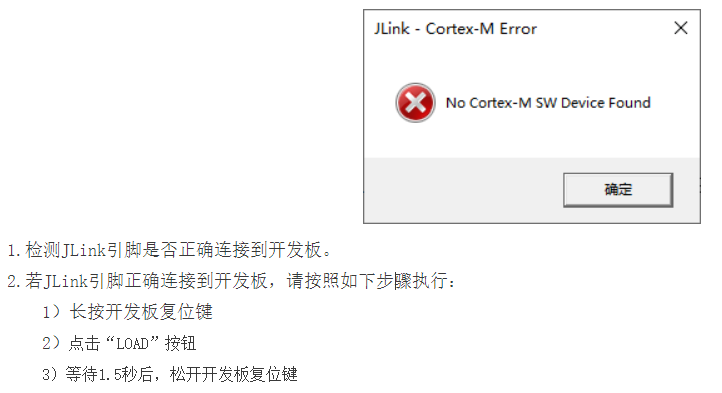 JLink - Cortex-M Error
No Cortex-M SW Device Found
确定
1.检测JLink引脚是否正确连接到开发板。
2.若JLink引脚正确连接到开发板，请按照如下步骤执行：
1）长按开发板复位键
2）点击“LOAD”按钮
3）等待1.5秒后，松开开发板复位键